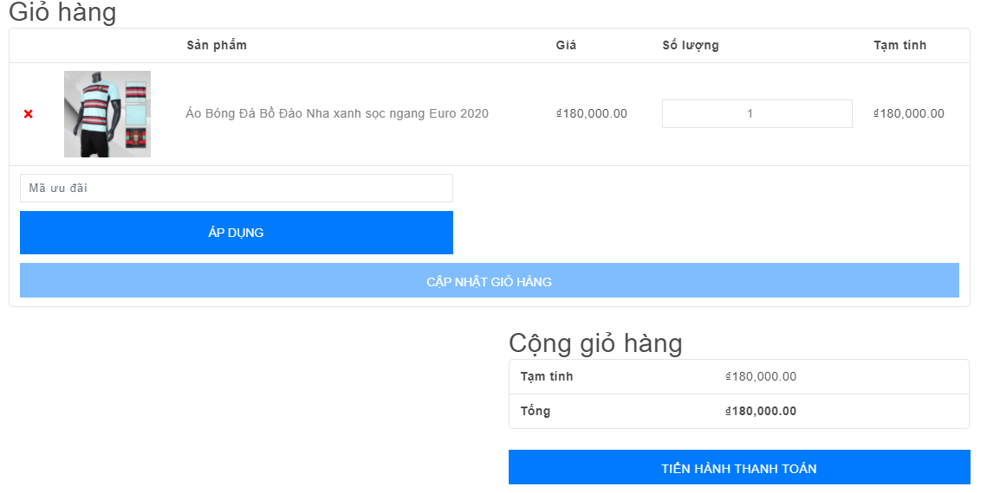 Giỏ hàng
Sản phẩm Giá Số lượng Tạm tính
Áo Bóng Đá Bồ Đào Nha xanh sọc ngang Euro 2020 ₫180,000.00 1 ₫180,000.00
Mã ưu đãi
ÁP DỤNG
CẬP NHẬT GIỎ HÀNG
Cộng giỏ hàng
Tạm tính ₫180,000.00
Tổng ₫180,000.00
TIẾN HÀNH THANH TOÁN